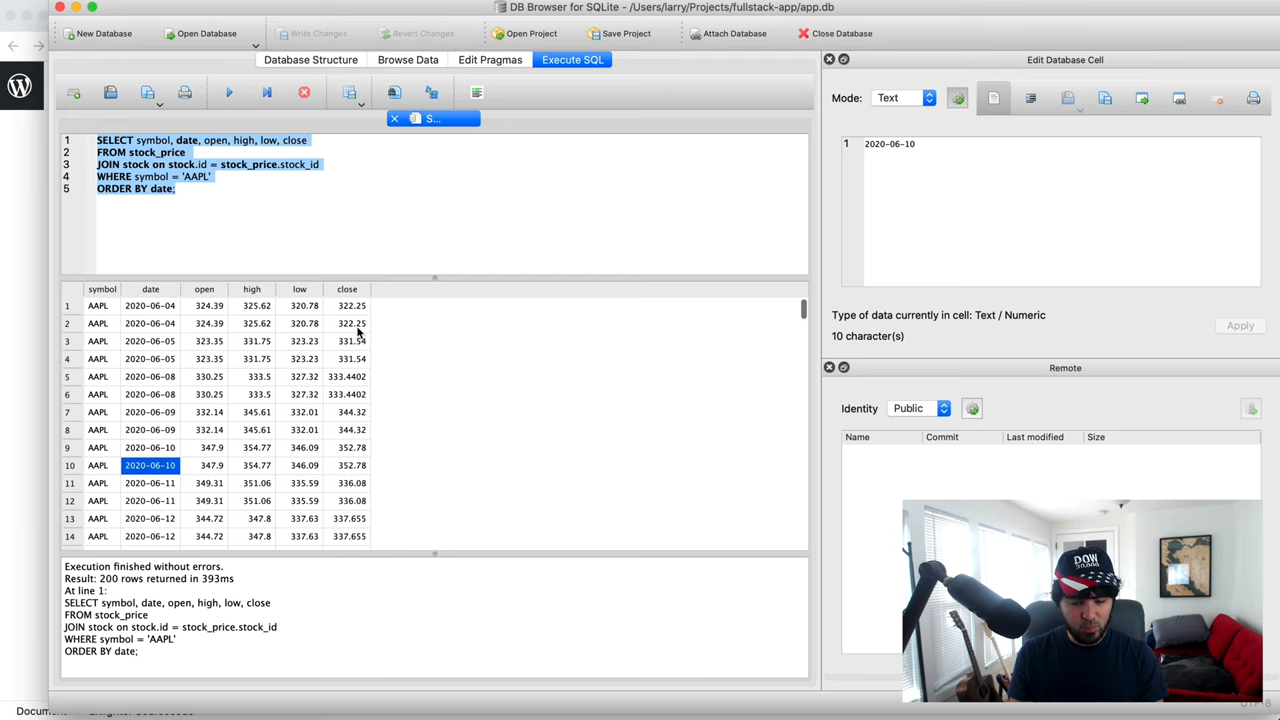 DB Browser for SQLite - /Users/larry/Projects/fullstack-app/app.db
New Database Open Database Write Changes Revert Changes Open Project Save Project Attach Database Close Database
Database Structure Browse Data Edit Pragmas Execute SQL
Edit Database Cell
Mode: Text
S...
1 SELECT symbol, date, open, high, low, close
2 FROM stock_price
3 JOIN stock on stock.id = stock_price.stock_id
4 WHERE symbol = 'AAPL'
5 ORDER BY date;
1 2020-06-10
symbol date open high low close
1 AAPL 2020-06-04 324.39 325.62 320.78 322.25
2 AAPL 2020-06-04 324.39 325.62 320.78 322.25
3 AAPL 2020-06-05 323.35 331.75 323.23 331.54
4 AAPL 2020-06-05 323.35 331.75 323.23 331.54
5 AAPL 2020-06-08 330.25 333.5 327.32 333.4402
6 AAPL 2020-06-08 330.25 333.5 327.32 333.4402
7 AAPL 2020-06-09 332.14 345.61 332.01 344.32
8 AAPL 2020-06-09 332.14 345.61 332.01 344.32
9 AAPL 2020-06-10 347.9 354.77 346.09 352.78
10 AAPL 2020-06-10 347.9 354.77 346.09 352.78
11 AAPL 2020-06-11 349.31 351.06 335.59 336.08
12 AAPL 2020-06-11 349.31 351.06 335.59 336.08
13 AAPL 2020-06-12 344.72 347.8 337.63 337.655
14 AAPL 2020-06-12 344.72 347.8 337.63 337.655
Type of data currently in cell: Text / Numeric
10 character(s)
Apply
Remote
Identity Public
Name Commit Last modified Size
Execution finished without errors.
Result: 200 rows returned in 393ms
At line 1:
SELECT symbol, date, open, high, low, close
FROM stock_price
JOIN stock on stock.id = stock_price.stock_id
WHERE symbol = 'AAPL'
ORDER BY date;
DOW
UTF-8